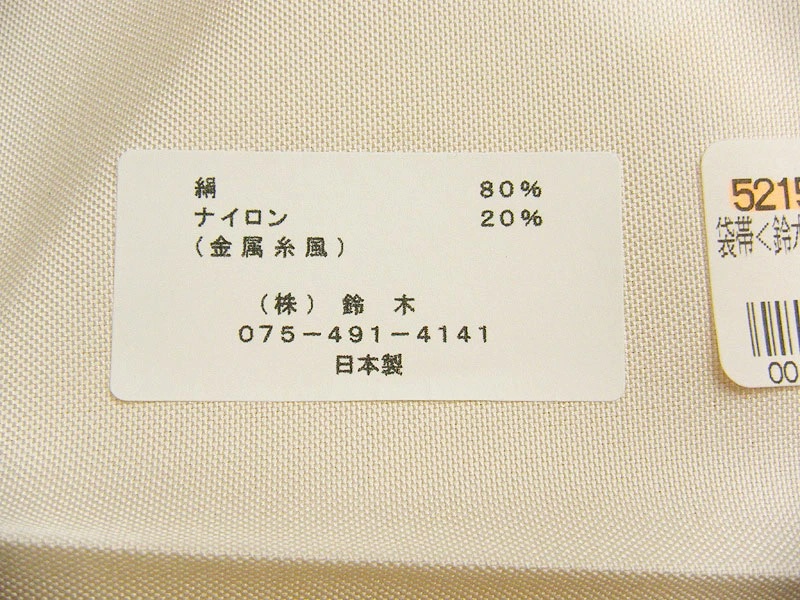 絹 80%
ナイロン 20%
(金属糸風)
(株) 鈴 木
075-491-4141
日本製
5215
袋帯<鈴木
00